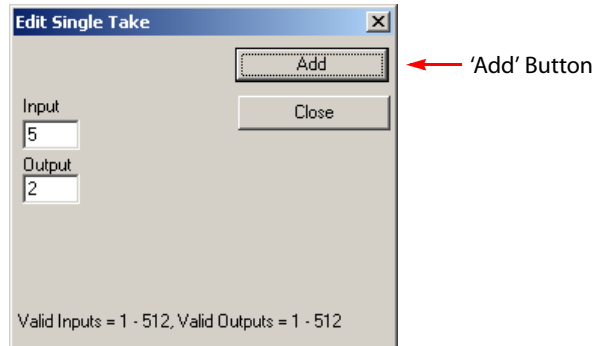 Edit Single Take
Add
‘Add’ Button
Input
Close
5
Output
2
Valid Inputs = 1 - 512, Valid Outputs = 1 - 512